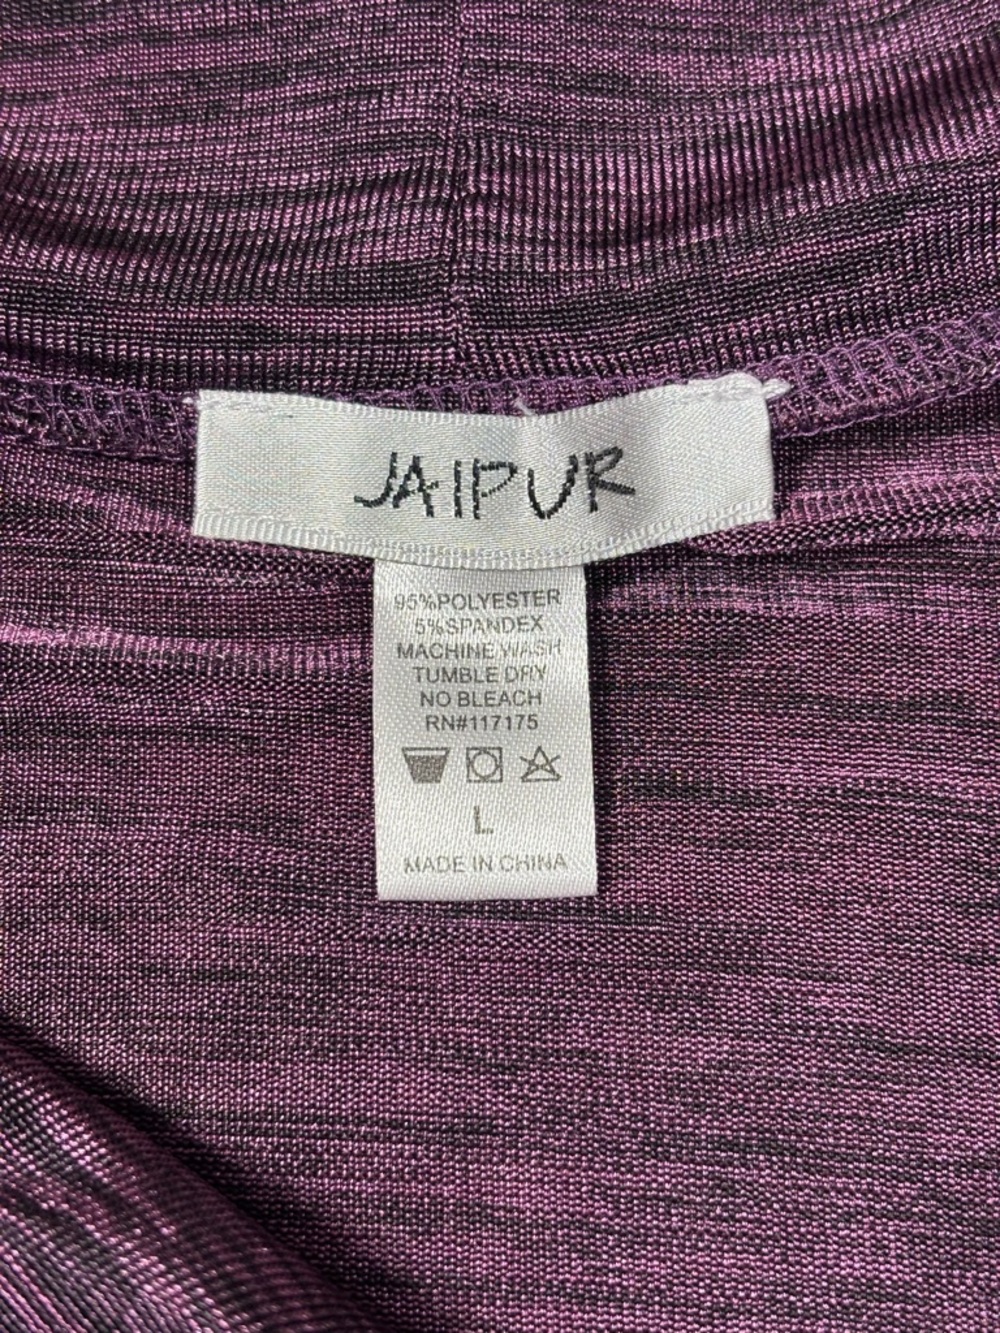 JAIPUR
95%POLYESTER
5%SPANDEX
MACHINE WASH
TUMBLE DRY
NO BLEACH
RN#117175
L
MADE IN CHINA